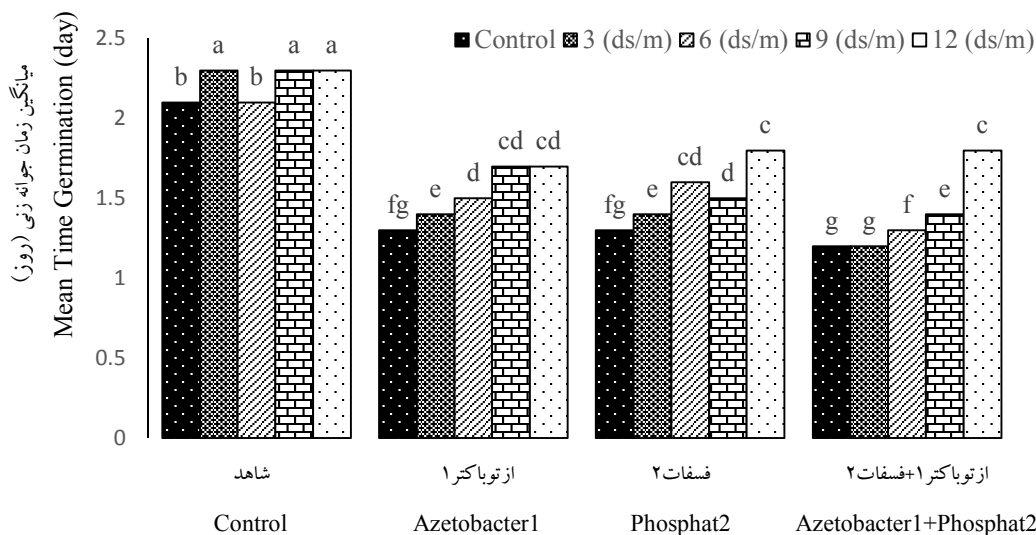 میانگین زمان جوانه زنی (روز)
Mean Time Germination (day)
Control 3 (ds/m) 6 (ds/m) 9 (ds/m) 12 (ds/m)
2.5
2
1.5
1
0.5
0
b a b a a
fg e d cd cd
fg e cd d c
g g f e c
شاهد
ازتوباکتر۱
فسفات۲
ازتوباکتر۱+فسفات۲
Control
Azetobacter1
Phosphat2
Azetobacter1+Phosphat2